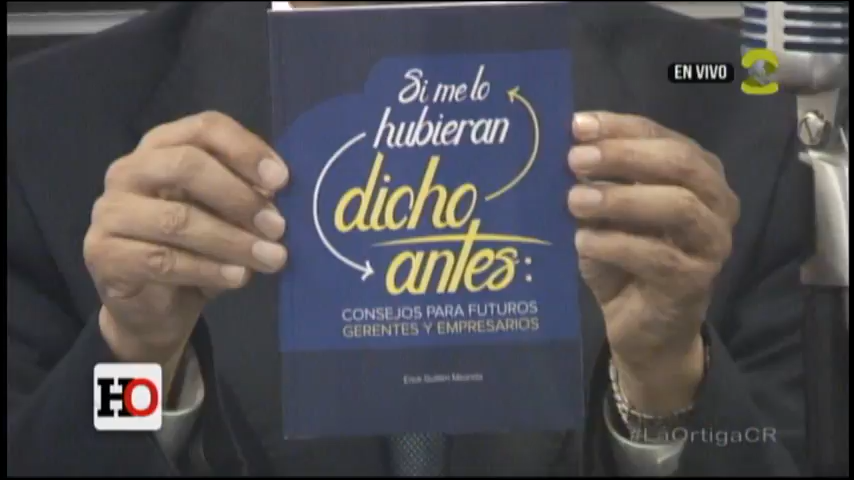 EN VIVO
Si me lo
hubieran
dicho
antes:
CONSEJOS PARA FUTUROS
GERENTES Y EMPRESARIOS
HO
#LaOrtigaCR